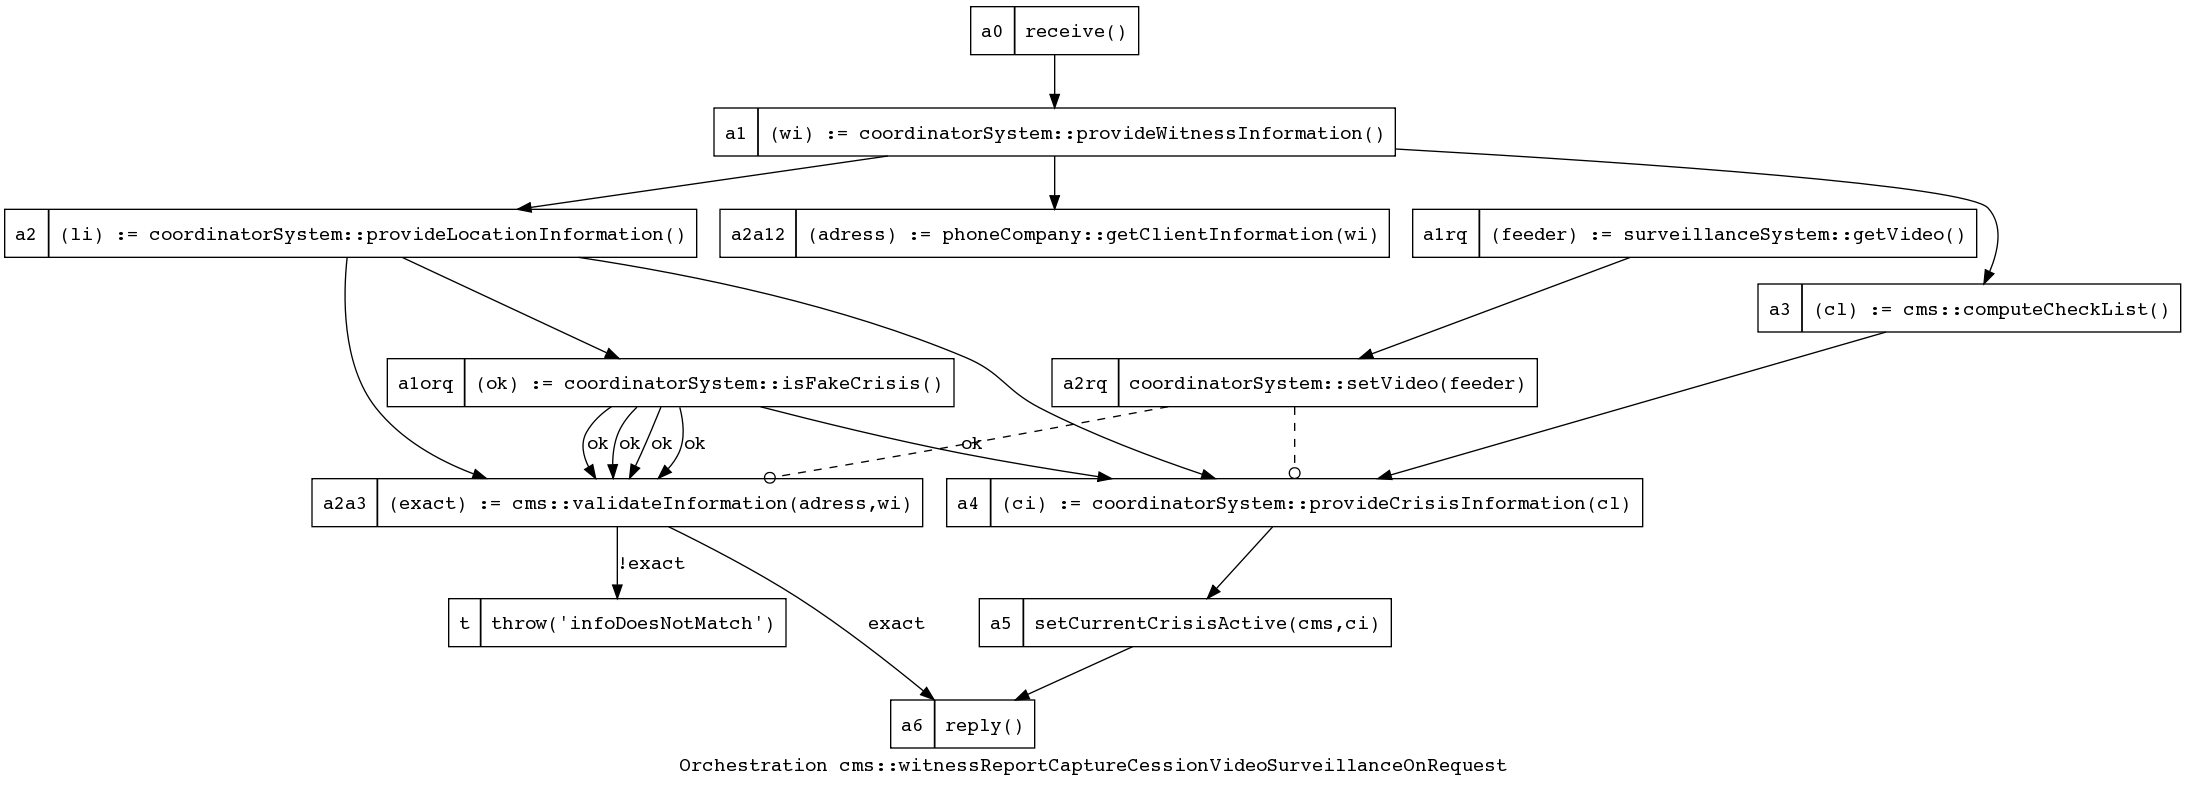 a0 receive()
a1 (wi) := coordinatorSystem::provideWitnessInformation()
a2 (li) := coordinatorSystem::provideLocationInformation()
a2a12 (adress) := phoneCompany::getClientInformation(wi)
a1rq (feeder) := surveillanceSystem::getVideo()
a3 (cl) := cms::computeCheckList()
a1orq (ok) := coordinatorSystem::isFakeCrisis()
a2rq coordinatorSystem::setVideo(feeder)
ok ok ok ok ok
a2a3 (exact) := cms::validateInformation(adress,wi)
a4 (ci) := coordinatorSystem::provideCrisisInformation(cl)
!exact
t throw('infoDoesNotMatch')
exact
a5 setCurrentCrisisActive(cms,ci)
a6 reply()
Orchestration cms::witnessReportCaptureCessionVideoSurveillanceOnRequest